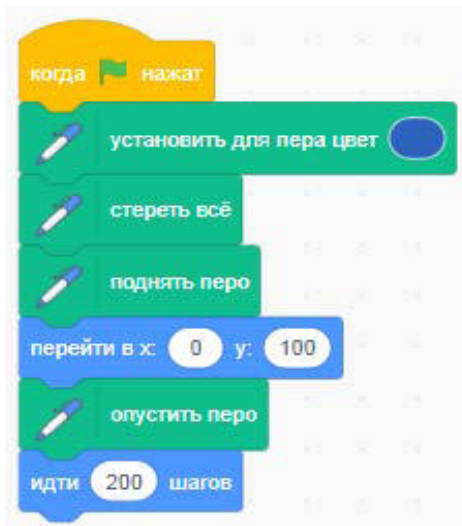 когда нажат
установить для пера цвет
стереть всё
поднять перо
перейти в x: 0 y: 100
опустить перо
идти 200 шагов